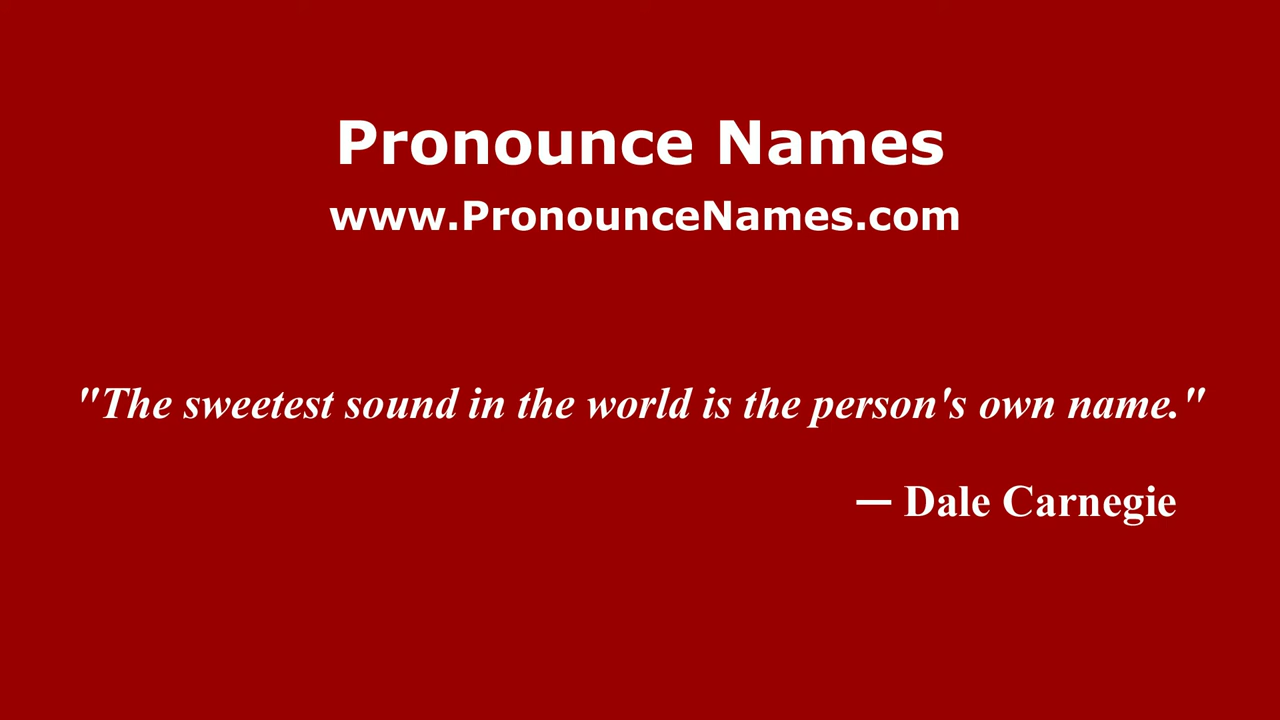 Pronounce Names
www.PronounceNames.com
"The sweetest sound in the world is the person's own name."
— Dale Carnegie